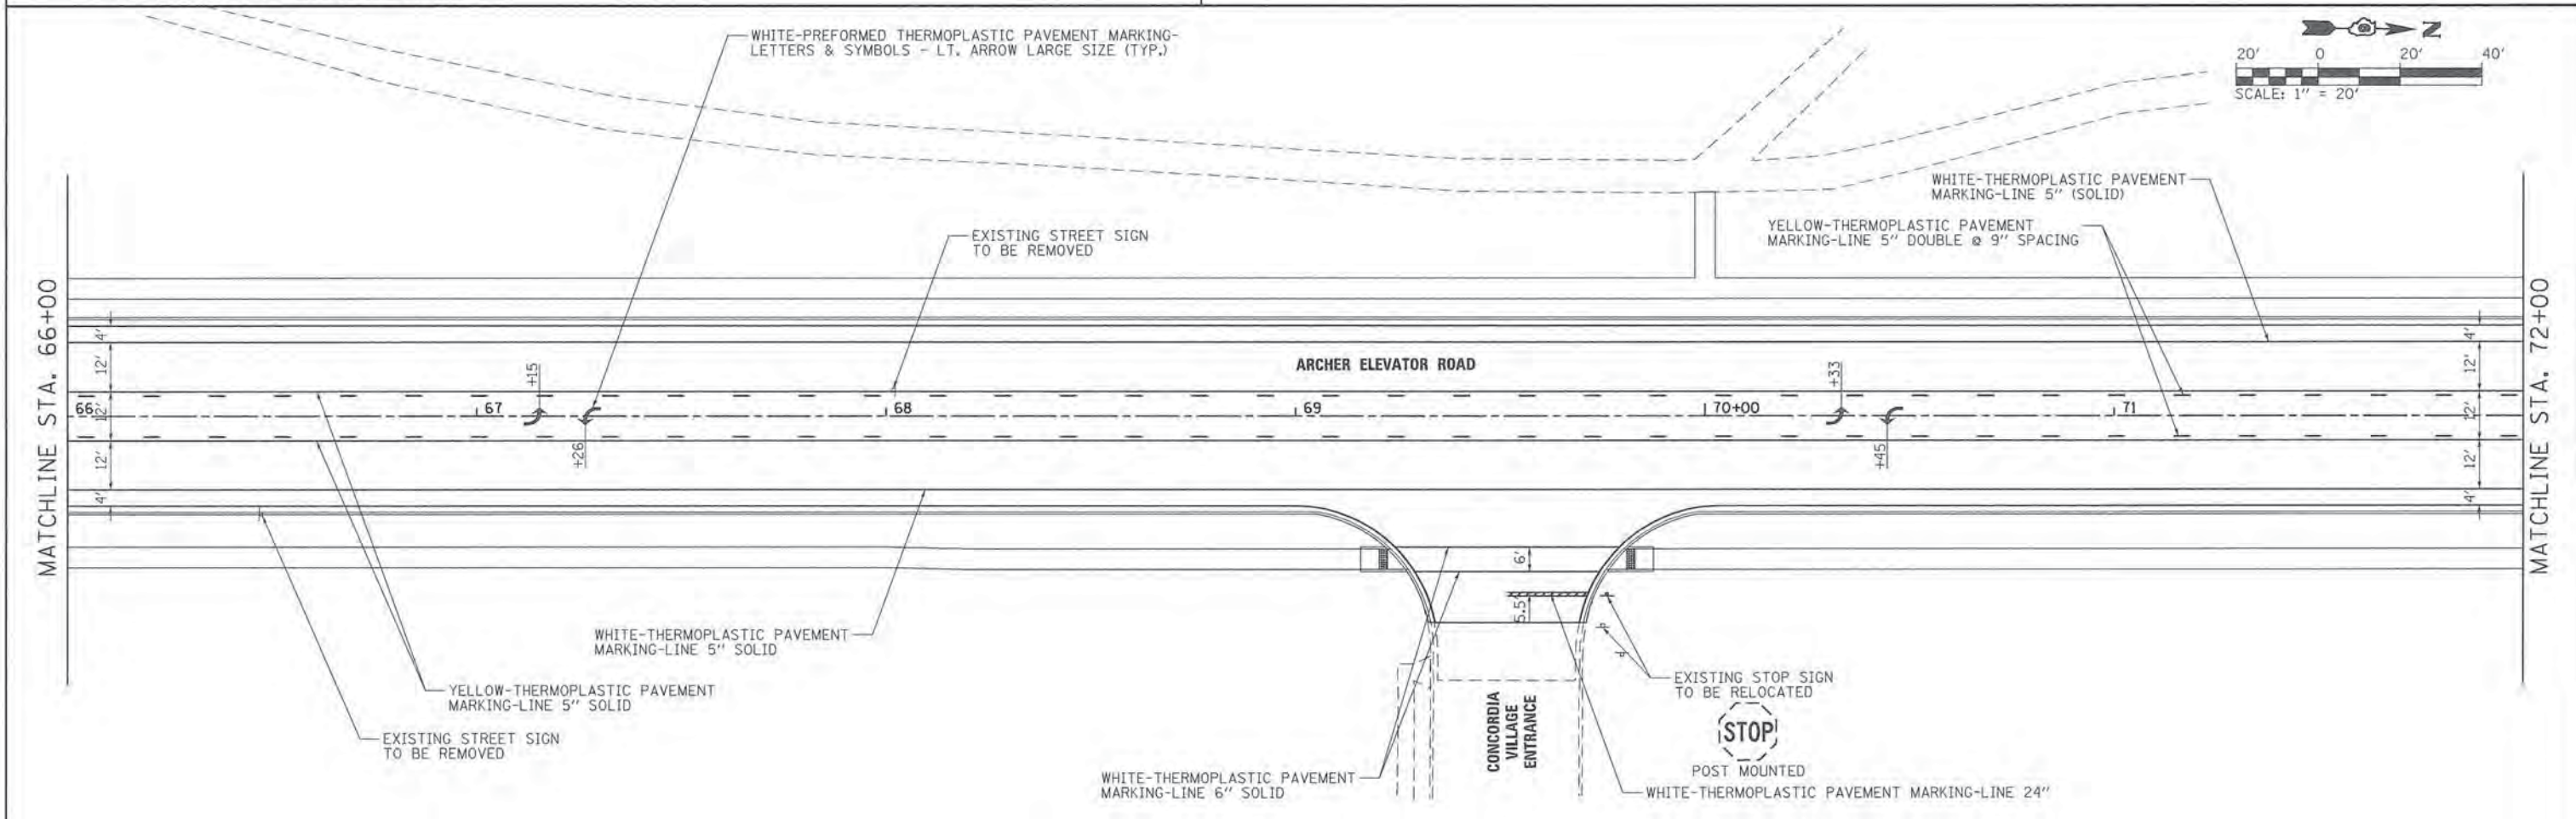 WHITE-PREFORMED THERMOPLASTIC PAVEMENT MARKING-
LETTERS & SYMBOLS - LT. ARROW LARGE SIZE (TYP.)
N
20' 0 20' 40'
SCALE: 1" = 20'
WHITE-THERMOPLASTIC PAVEMENT
MARKING-LINE 5" (SOLID)
YELLOW-THERMOPLASTIC PAVEMENT
MARKING-LINE 5" DOUBLE @ 9" SPACING
EXISTING STREET SIGN
TO BE REMOVED
MATCHLINE STA. 66+00
MATCHLINE STA. 72+00
4'
12'
12'
12'
4'
ARCHER ELEVATOR ROAD
+15
+26
+33
+45
66
67
68
69
70+00
71
4'
12'
12'
12'
4'
6'
5.5'
WHITE-THERMOPLASTIC PAVEMENT
MARKING-LINE 5" SOLID
YELLOW-THERMOPLASTIC PAVEMENT
MARKING-LINE 5" SOLID
EXISTING STREET SIGN
TO BE REMOVED
WHITE-THERMOPLASTIC PAVEMENT
MARKING-LINE 6" SOLID
CONCORDIA
VILLAGE
ENTRANCE
EXISTING STOP SIGN
TO BE RELOCATED
STOP
POST MOUNTED
WHITE-THERMOPLASTIC PAVEMENT MARKING-LINE 24"